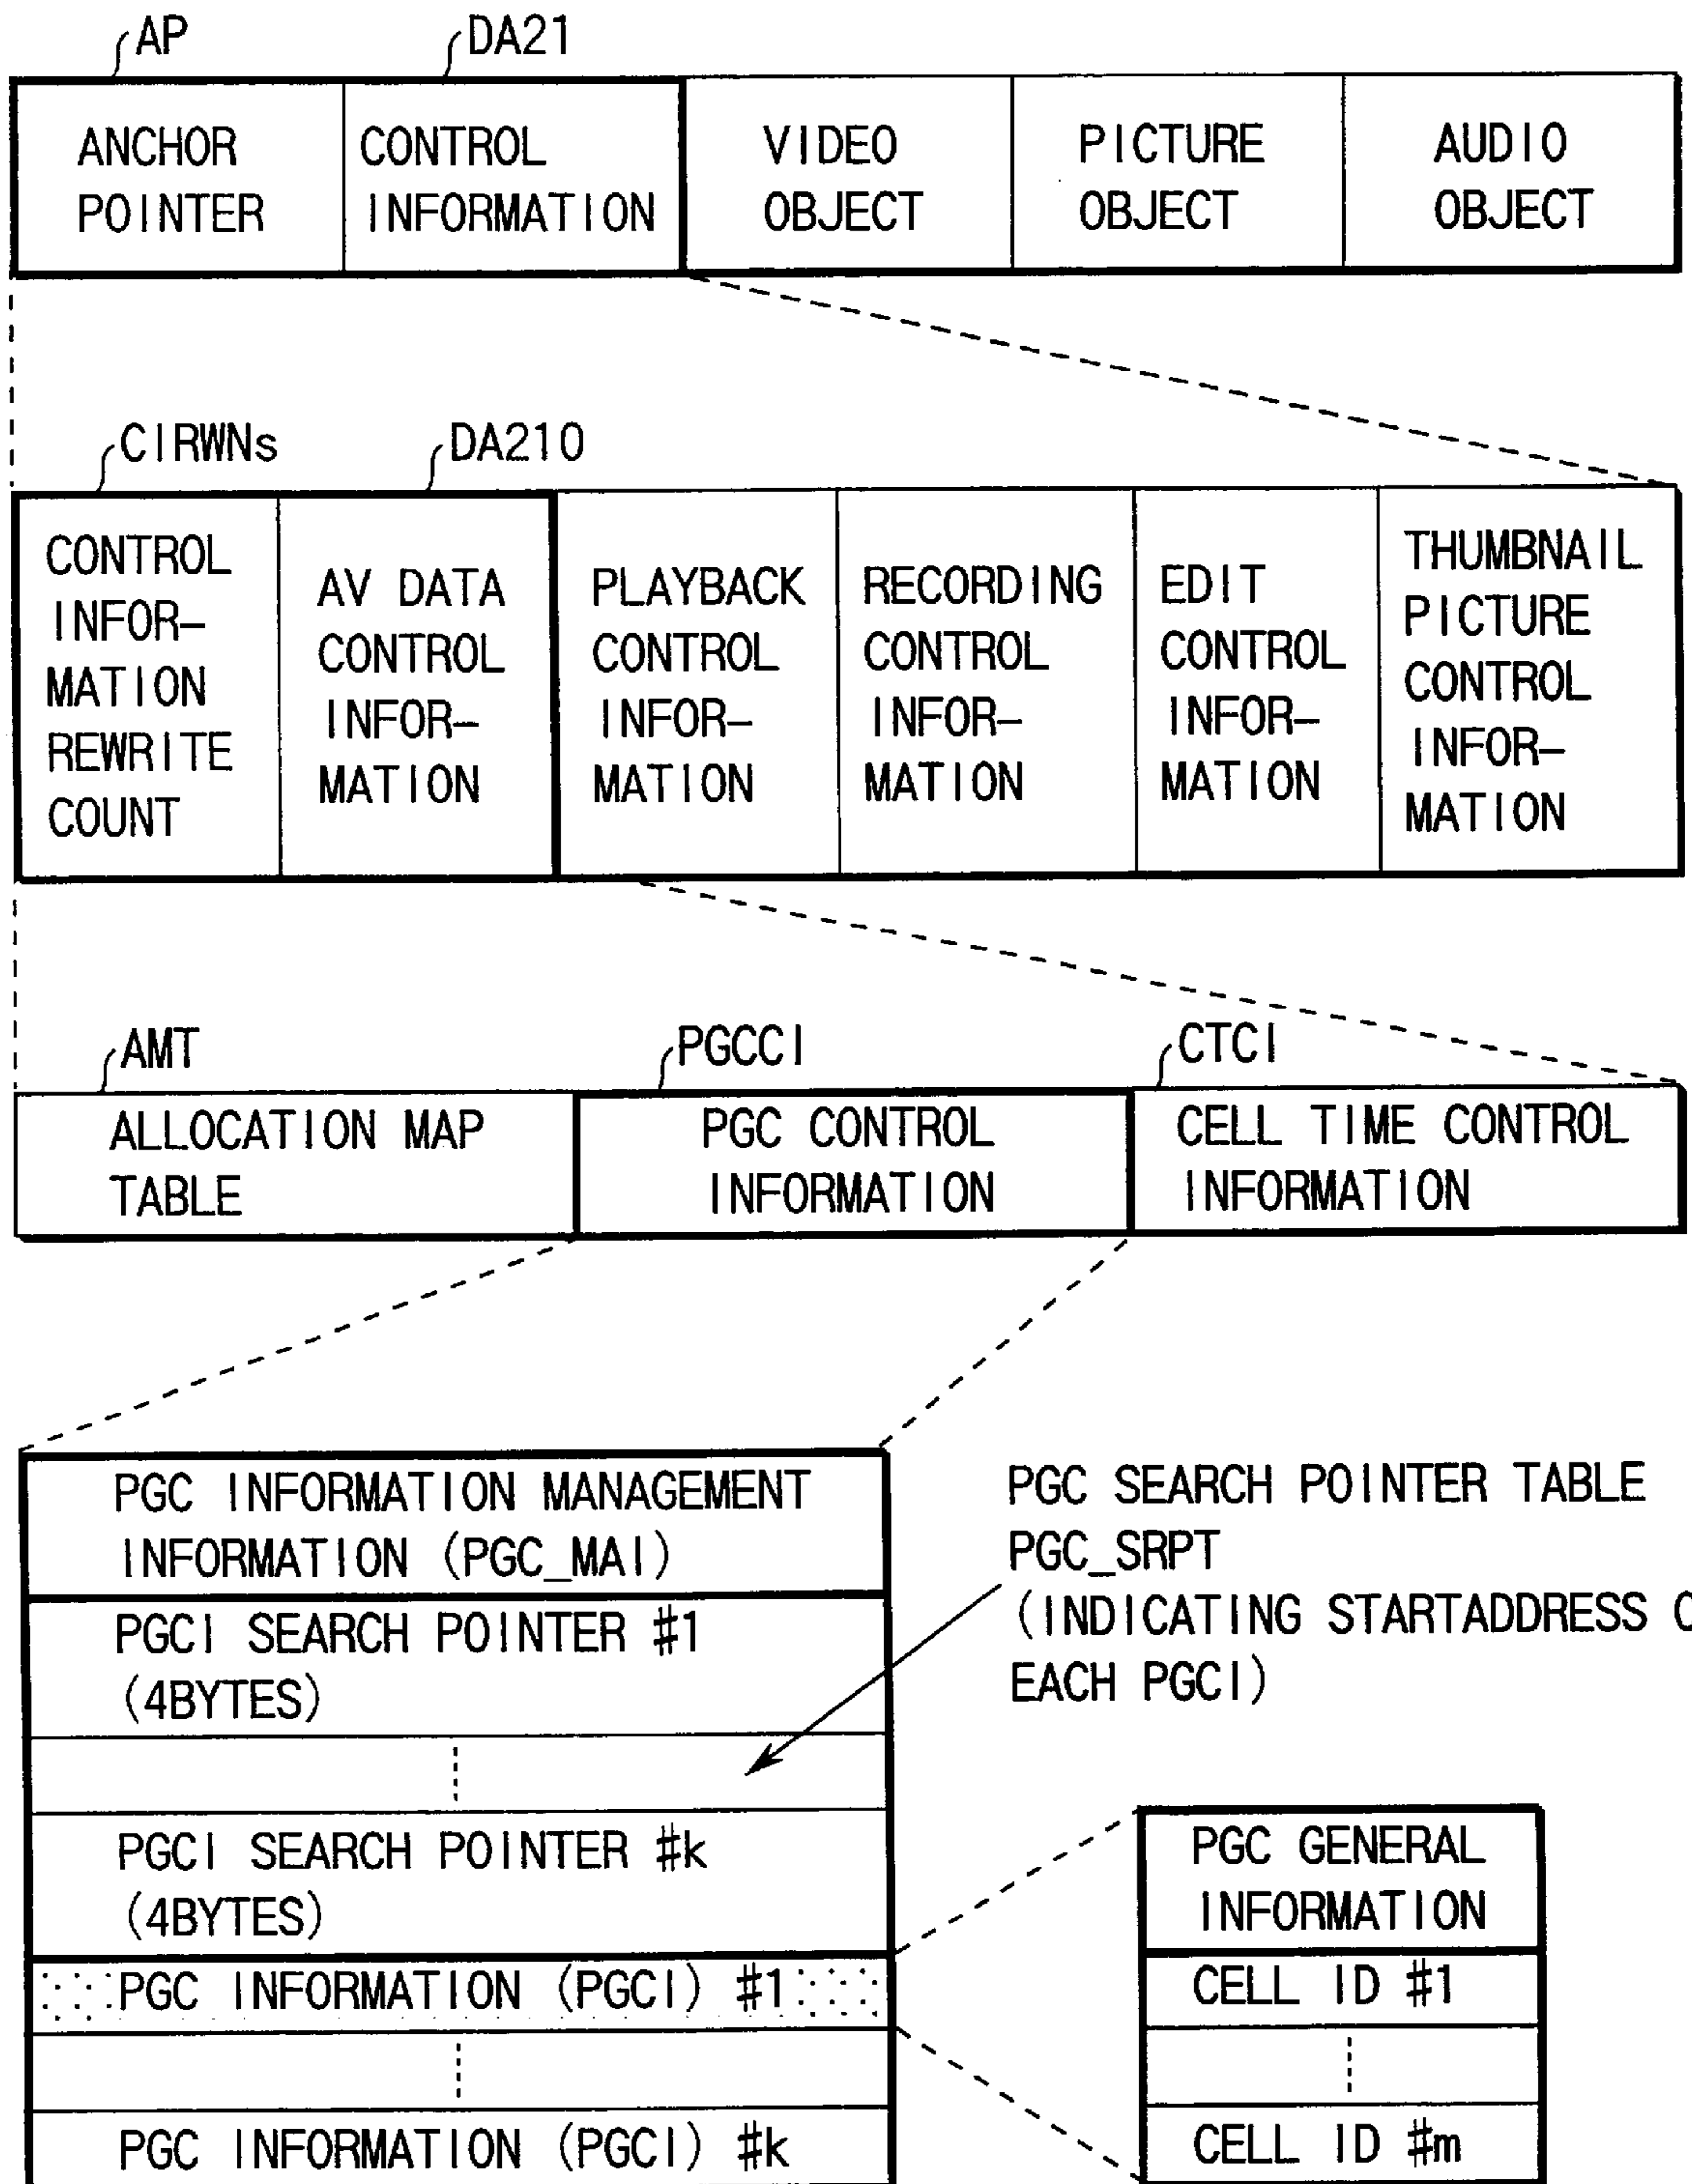 AP
DA21
ANCHOR
POINTER
CONTROL
INFORMATION
VIDEO
OBJECT
PICTURE
OBJECT
AUDIO
OBJECT
CIRWNs
DA210
CONTROL
INFOR-
MATION
REWRITE
COUNT
AV DATA
CONTROL
INFOR-
MATION
PLAYBACK
CONTROL
INFOR-
MATION
RECORDING
CONTROL
INFOR-
MATION
EDIT
CONTROL
INFOR-
MATION
THUMBNAIL
PICTURE
CONTROL
INFOR-
MATION
AMT
PGCCI
CTCI
ALLOCATION MAP
TABLE
PGC CONTROL
INFORMATION
CELL TIME CONTROL
INFORMATION
PGC INFORMATION MANAGEMENT
INFORMATION (PGC_MAI)
PGCI SEARCH POINTER #1
(4BYTES)
PGCI SEARCH POINTER #k
(4BYTES)
PGC INFORMATION (PGCI) #1
PGC INFORMATION (PGCI) #k
PGC SEARCH POINTER TABLE
PGC_SRPT
(INDICATING STARTADDRESS
EACH PGCI)
PGC GENERAL
INFORMATION
CELL ID #1
CELL ID #m